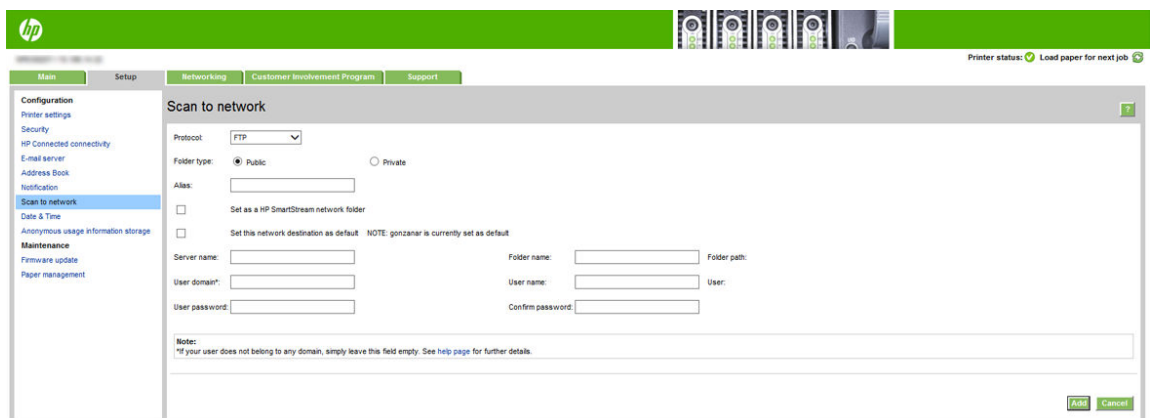 hp
Printer status: Load paper for next job
Main Setup Networking Customer Involvement Program Support
Configuration
Printer settings
Security
HP Connected connectivity
E-mail server
Address Book
Notification
Scan to network
Date & Time
Anonymous usage information storage
Maintenance
Firmware update
Paper management
Scan to network
?
Protocol: FTP
Folder type: Public Private
Alias:
Set as a HP SmartStream network folder
Set this network destination as default NOTE: gonzanar is currently set as default
Server name: Folder name: Folder path:
User domain*: User name: User:
User password: Confirm password:
Note:
*If your user does not belong to any domain, simply leave this field empty. See help page for further details.
Add Cancel